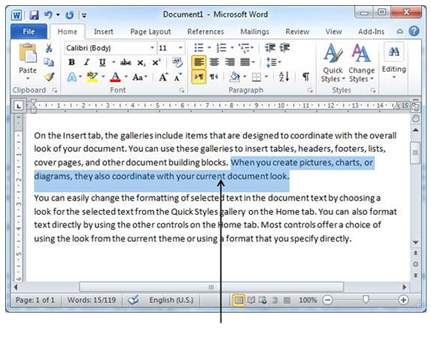 Document1 - Microsoft Word
File Home Insert Page Layout References Mailings Review View Add-Ins
Calibri (Body) 11
Paste
B I U abc x₂ x²
Quick Styles Change Styles Editing
Clipboard Font Paragraph Styles
On the Insert tab, the galleries include items that are designed to coordinate with the overall
look of your document. You can use these galleries to insert tables, headers, footers, lists,
cover pages, and other document building blocks. When you create pictures, charts, or
diagrams, they also coordinate with your current document look.
You can easily change the formatting of selected text in the document text by choosing a
look for the selected text from the Quick Styles gallery on the Home tab. You can also format
text directly by using the other controls on the Home tab. Most controls offer a choice of
using the look from the current theme or using a format that you specify directly.
Page: 1 of 1 Words: 15/119 English (U.S.) 100%